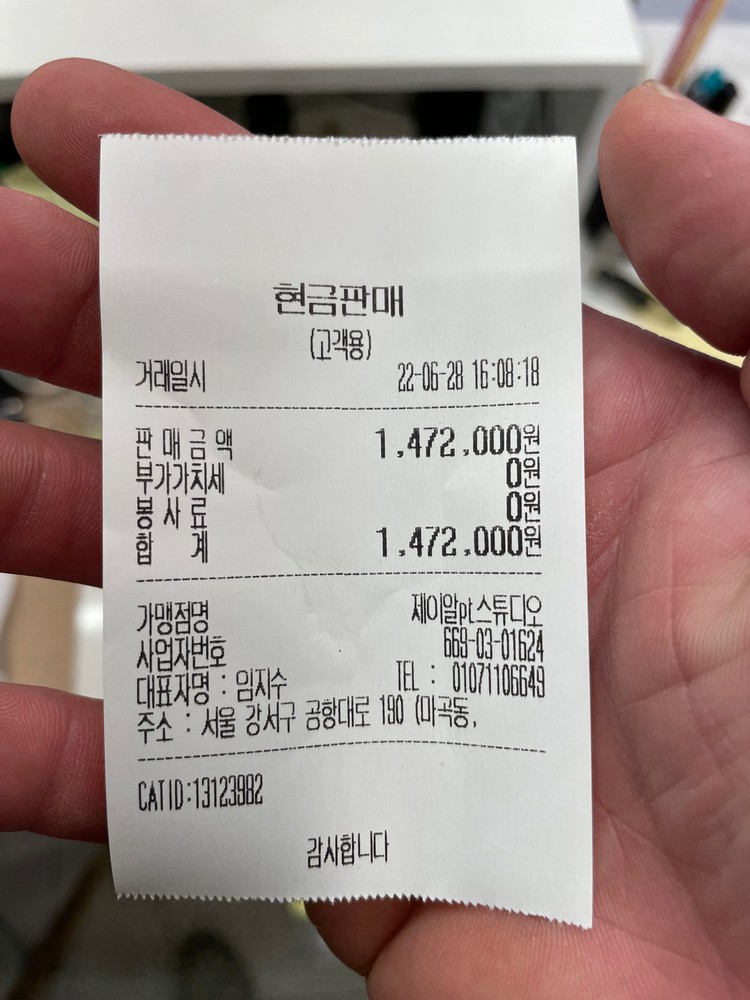 현금판매
(고객용)
거래일시 22-06-28 16:08:18
판 매 금 액 1,472,000원
부가가치세 0원
봉 사 료 0원
합 계 1,472,000원
가맹점명 제이알pt스튜디오
사업자번호 669-03-01624
대표자명 : 임지수 TEL : 01071106649
주소 : 서울 강서구 공항대로 190 (마곡동,
CATID:13123982
감사합니다